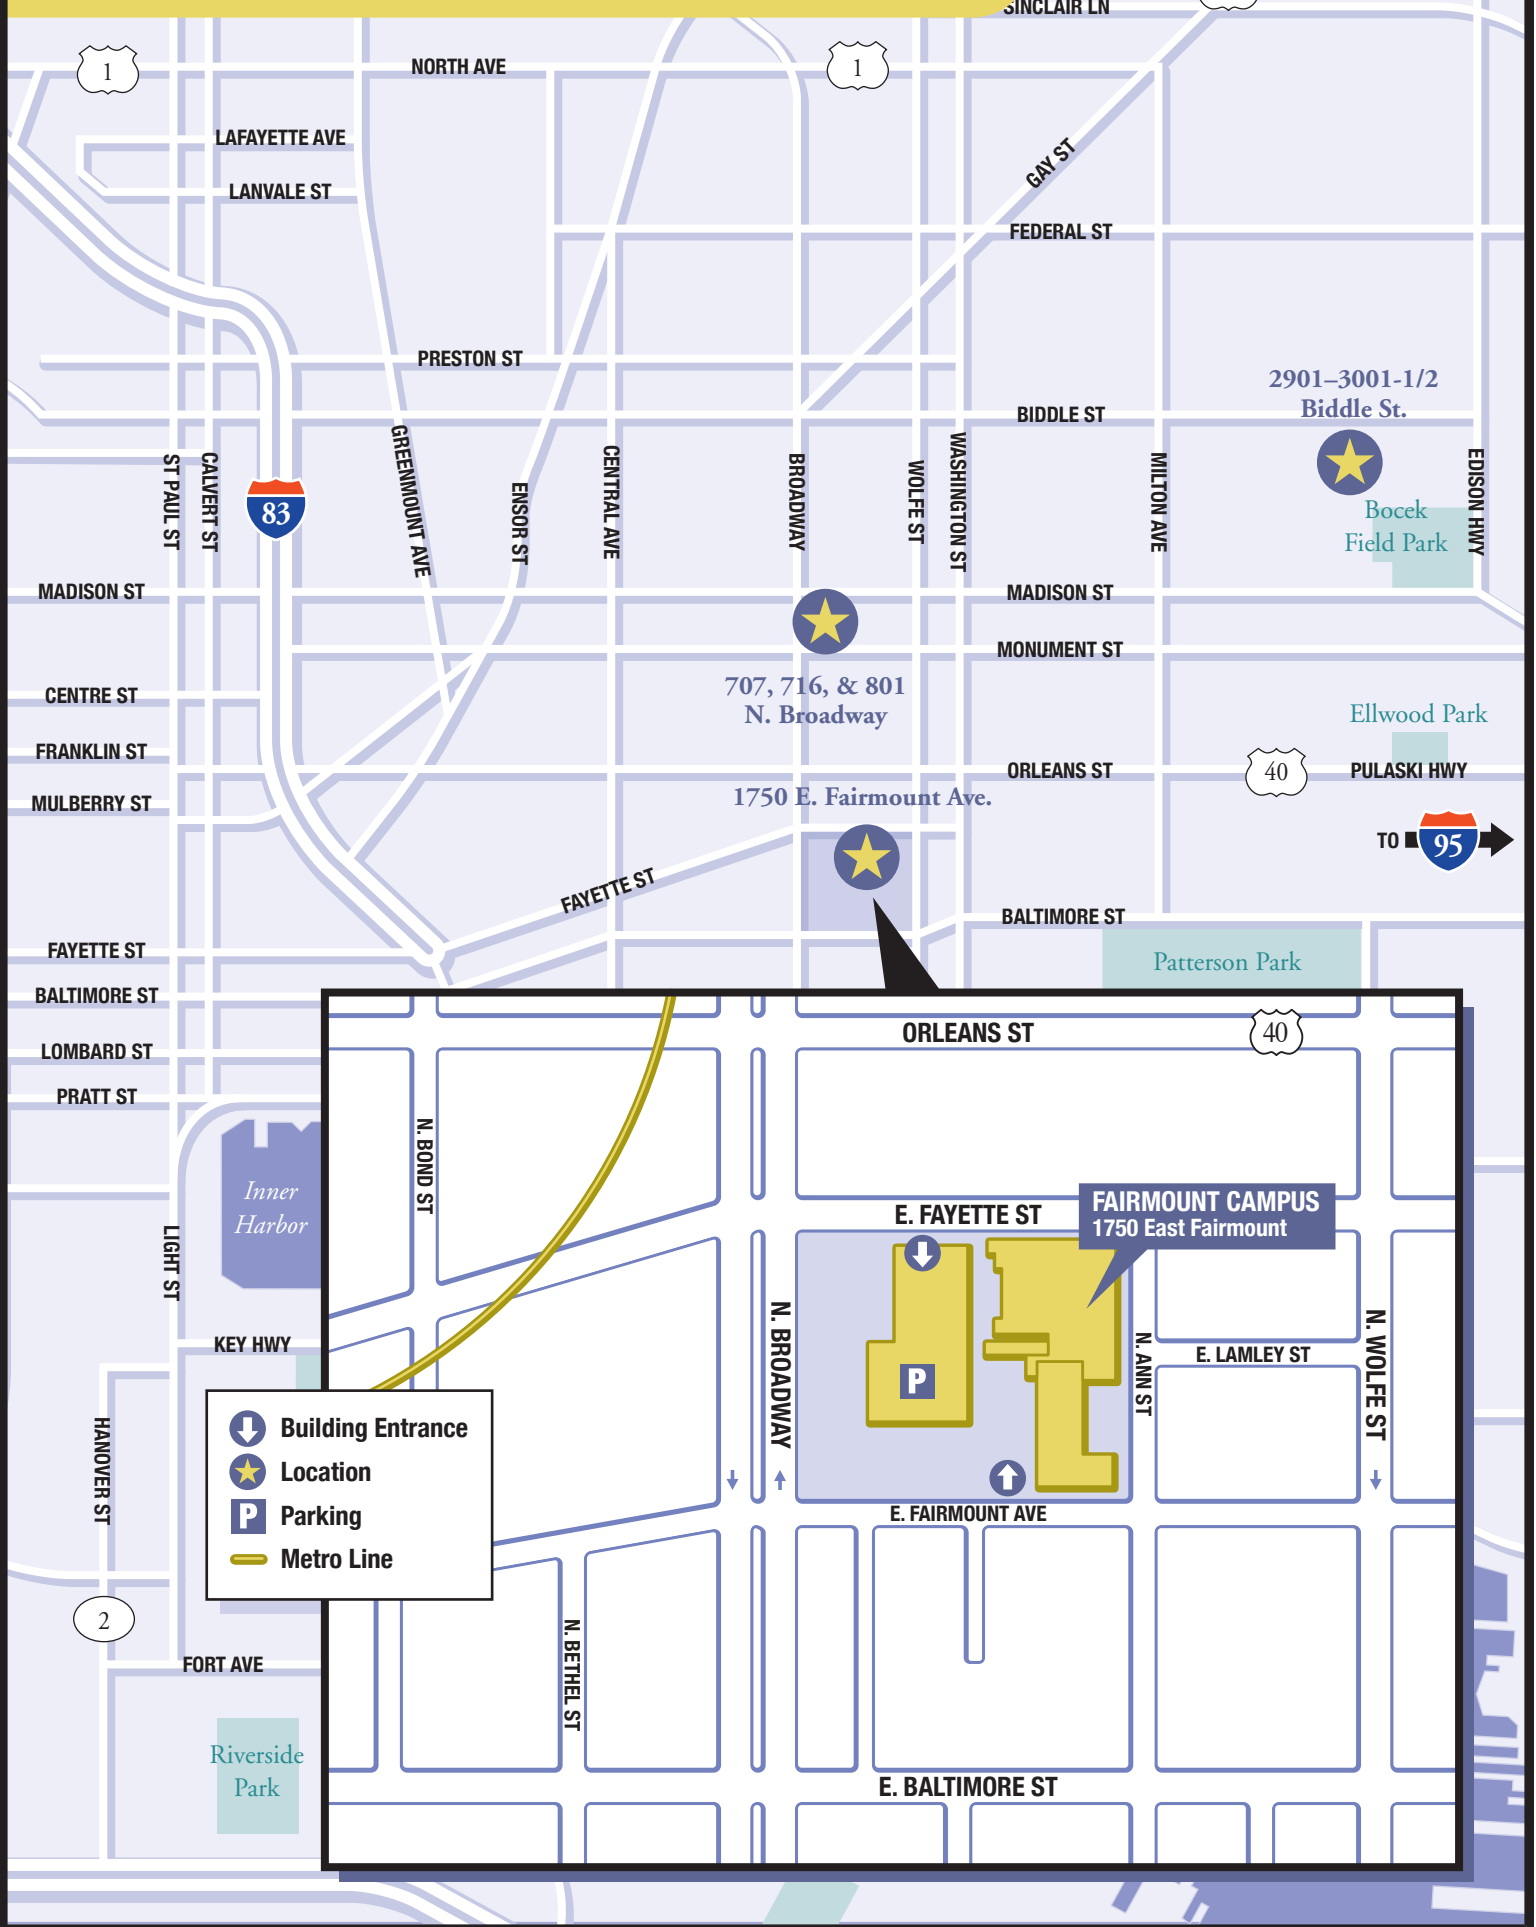 SINCLAIR LN
1
NORTH AVE
1
LAFAYETTE AVE
GAY ST
LANVALE ST
FEDERAL ST
PRESTON ST
2901–3001-1/2
Biddle St.
BIDDLE ST
ST PAUL ST
CALVERT ST
83
GREENMOUNT AVE
ENSOR ST
CENTRAL AVE
BROADWAY
WOLFE ST
WASHINGTON ST
MILTON AVE
EDISON HWY
Bocek
Field Park
MADISON ST
MADISON ST
MONUMENT ST
CENTRE ST
707, 716, & 801
N. Broadway
Ellwood Park
FRANKLIN ST
ORLEANS ST
40
PULASKI HWY
MULBERRY ST
1750 E. Fairmount Ave.
TO
95
FAYETTE ST
BALTIMORE ST
FAYETTE ST
Patterson Park
BALTIMORE ST
LOMBARD ST
PRATT ST
Inner
Harbor
LIGHT ST
KEY HWY
HANOVER ST
2
FORT AVE
Riverside
Park
ORLEANS ST
40
N. BOND ST
FAIRMOUNT CAMPUS
1750 East Fairmount
E. FAYETTE ST
N. BROADWAY
P
N. ANN ST
E. LAMLEY ST
N. WOLFE ST
E. FAIRMOUNT AVE
N. BETHEL ST
E. BALTIMORE ST
Building Entrance
Location
P Parking
Metro Line